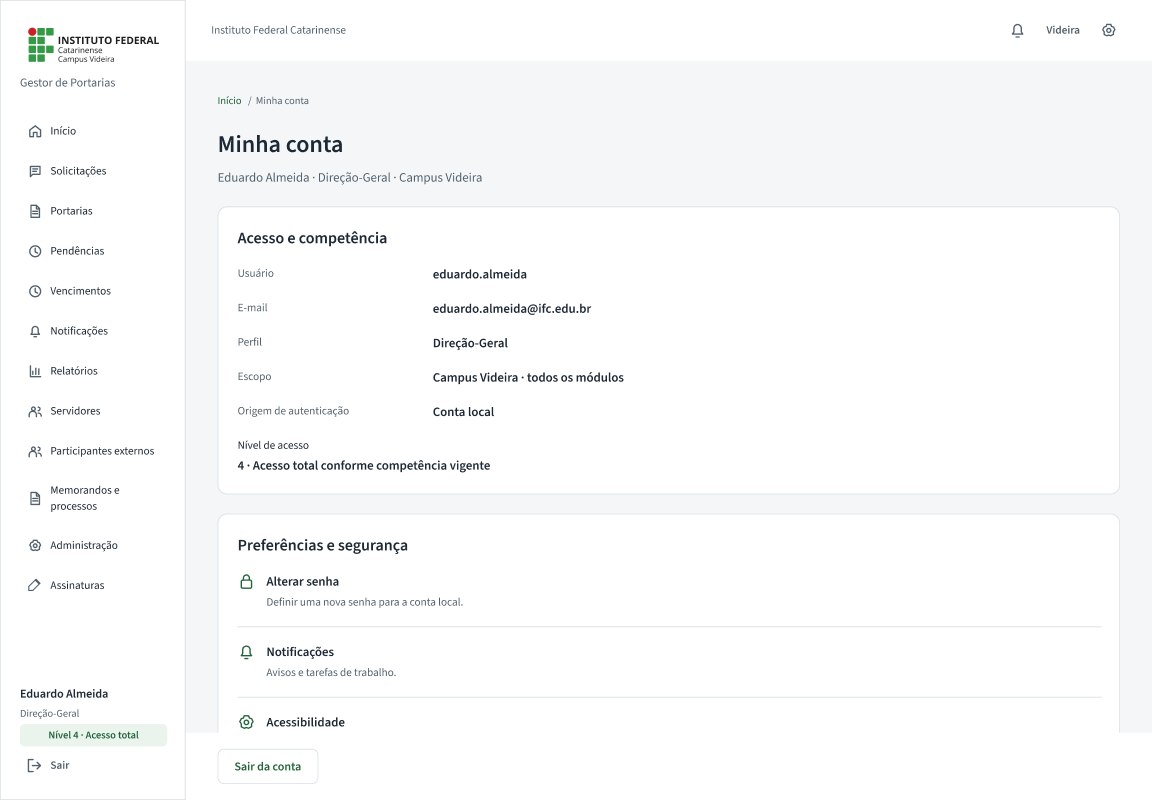 INSTITUTO FEDERAL
Catarinense
Campus Videira
Gestor de Portarias
Início
Solicitações
Portarias
Pendências
Vencimentos
Notificações
Relatórios
Servidores
Participantes externos
Memorandos e
processos
Administração
Assinaturas
Eduardo Almeida
Direção-Geral
Nível 4 · Acesso total
Sair
Instituto Federal Catarinense
Videira
Início / Minha conta
Minha conta
Eduardo Almeida · Direção-Geral · Campus Videira
Acesso e competência
Usuário eduardo.almeida
E-mail eduardo.almeida@ifc.edu.br
Perfil Direção-Geral
Escopo Campus Videira · todos os módulos
Origem de autenticação Conta local
Nível de acesso
4 · Acesso total conforme competência vigente
Preferências e segurança
Alterar senha
Definir uma nova senha para a conta local.
Notificações
Avisos e tarefas de trabalho.
Acessibilidade
Sair da conta